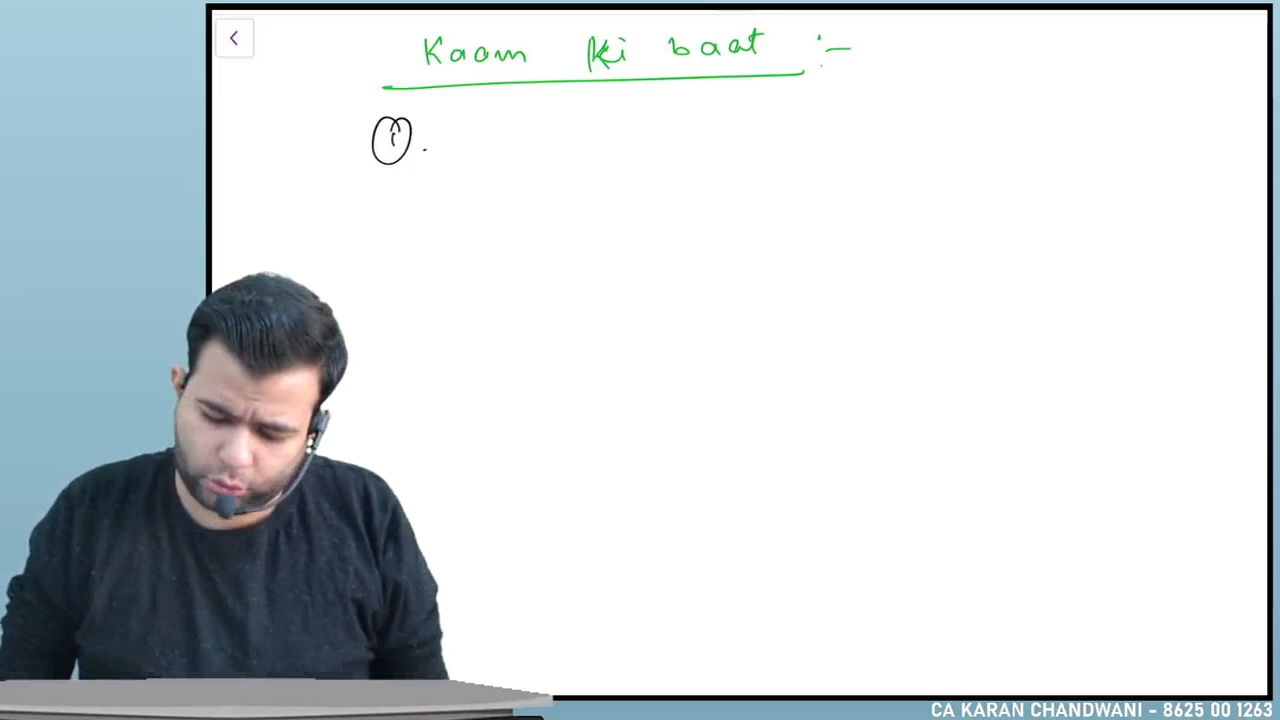 Kaam Ki baat :-
①.
CA KARAN CHANDWANI - 8625 00 1263